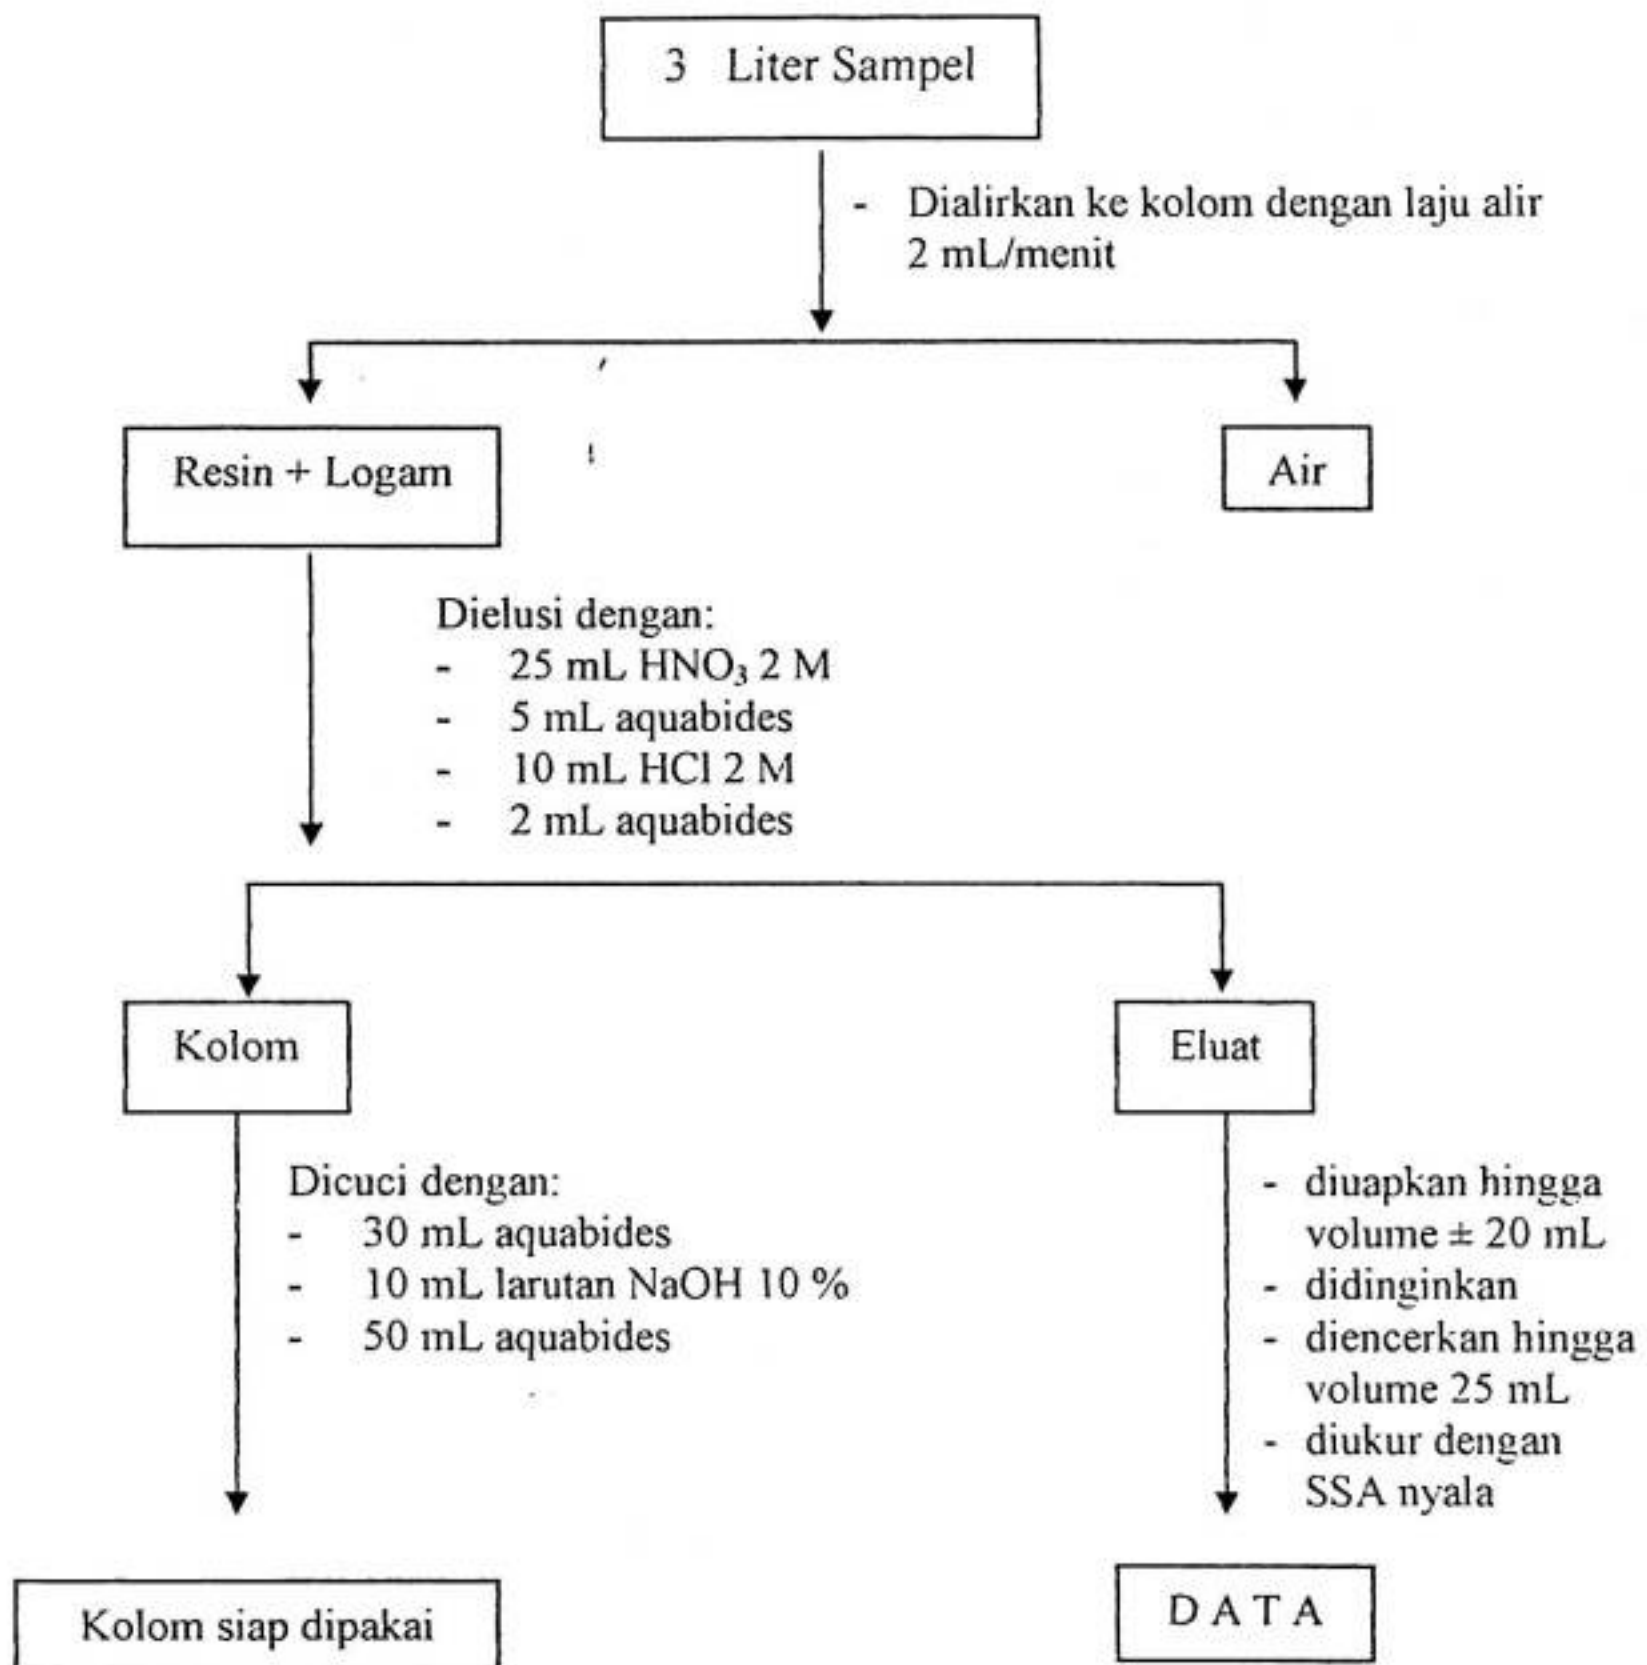 3 Liter Sampel
- Dialirkan ke kolom dengan laju alir
2 mL/menit
Resin + Logam
Air
Dielusi dengan:
- 25 mL HNO₃ 2 M
- 5 mL aquabides
- 10 mL HCl 2 M
- 2 mL aquabides
Kolom
Eluat
Dicuci dengan:
- 30 mL aquabides
- 10 mL larutan NaOH 10 %
- 50 mL aquabides
- diuapkan hingga
volume ± 20 mL
- didinginkan
- diencerkan hingga
volume 25 mL
- diukur dengan
SSA nyala
Kolom siap dipakai
D A T A